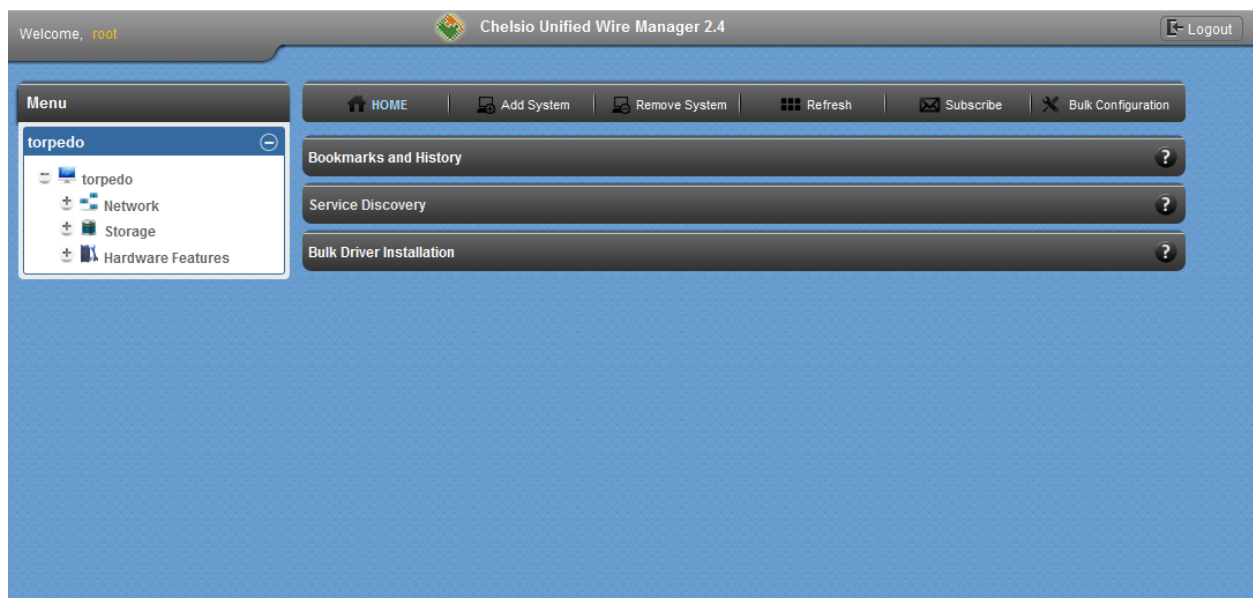 Welcome, root
Chelsio Unified Wire Manager 2.4
Logout
Menu
HOME
Add System
Remove System
Refresh
Subscribe
Bulk Configuration
torpedo
torpedo
Network
Storage
Hardware Features
Bookmarks and History
?
Service Discovery
?
Bulk Driver Installation
?